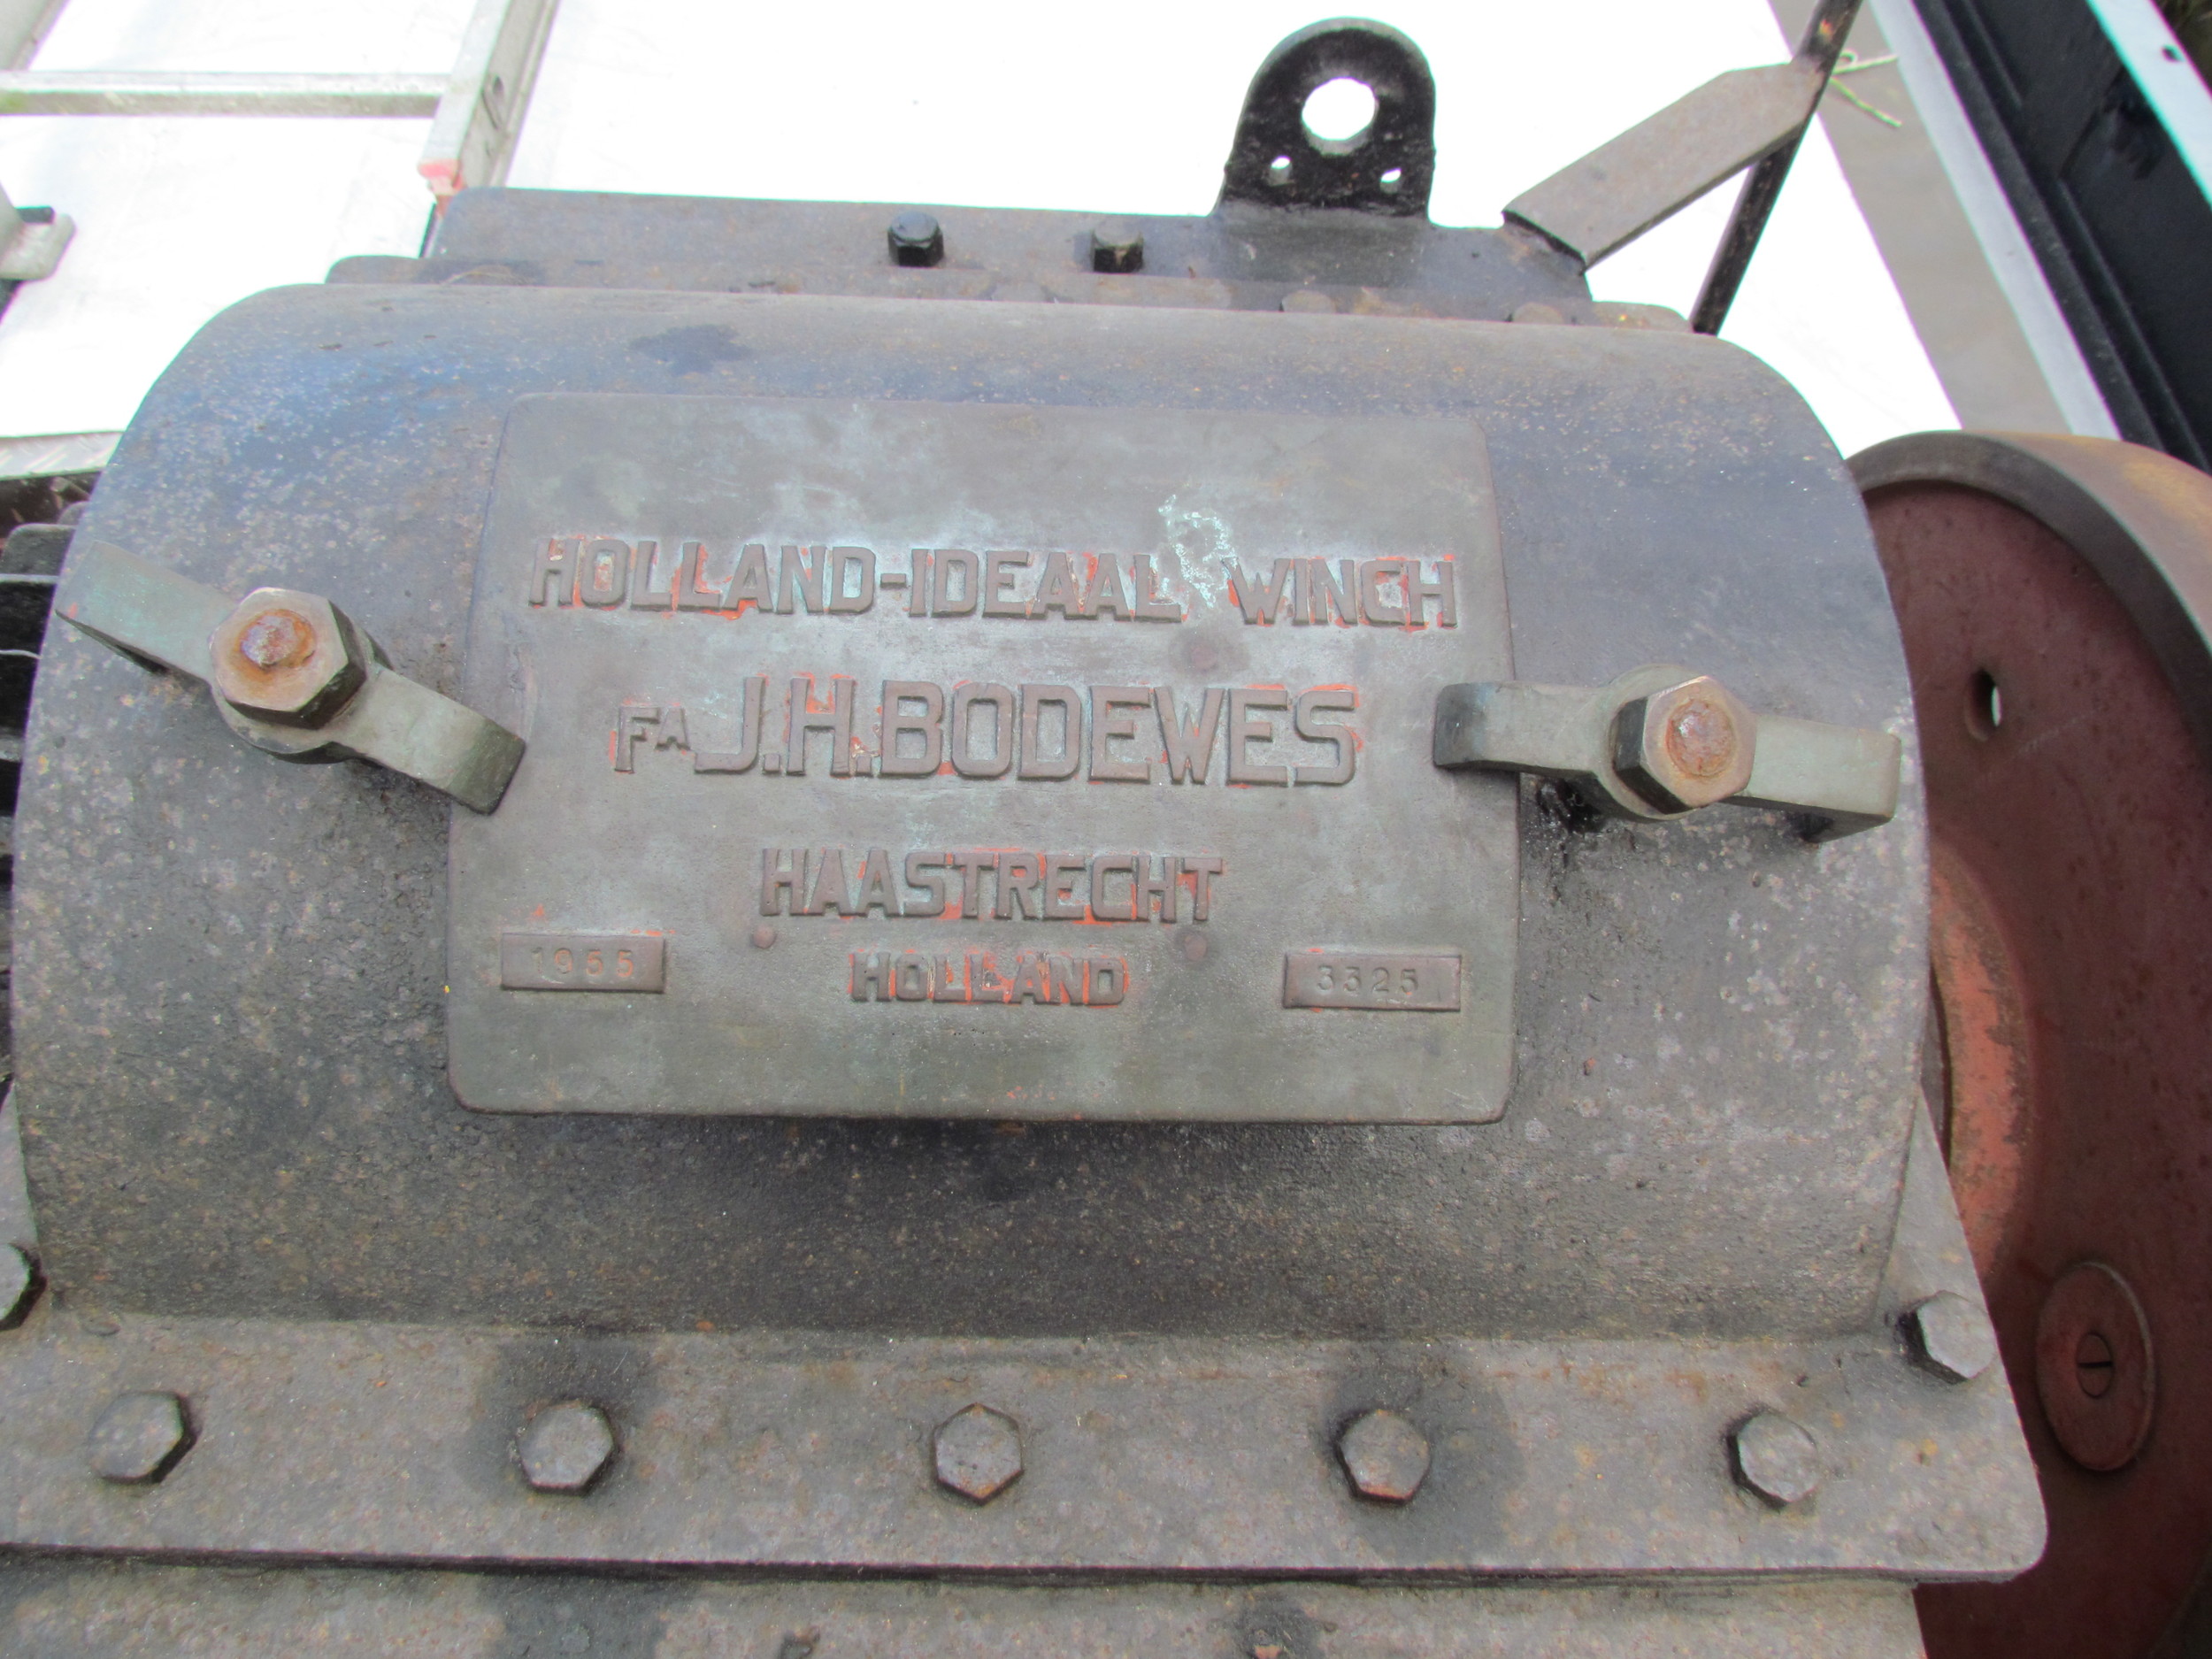 HOLLAND-IDEAAL WINCH
FA J.H. BODEWES
HAASTRECHT
1955 HOLLAND 3325